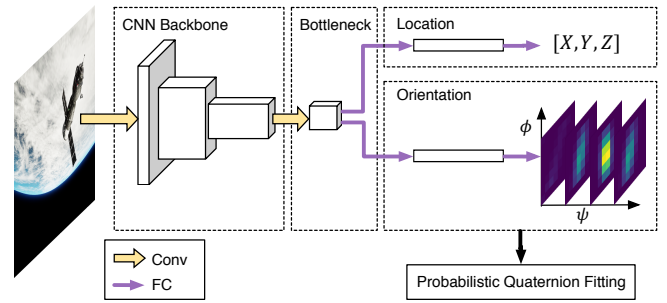 CNN Backbone
Bottleneck
Location
[X, Y, Z]
Orientation
ϕ
ψ
Conv
FC
Probabilistic Quaternion Fitting